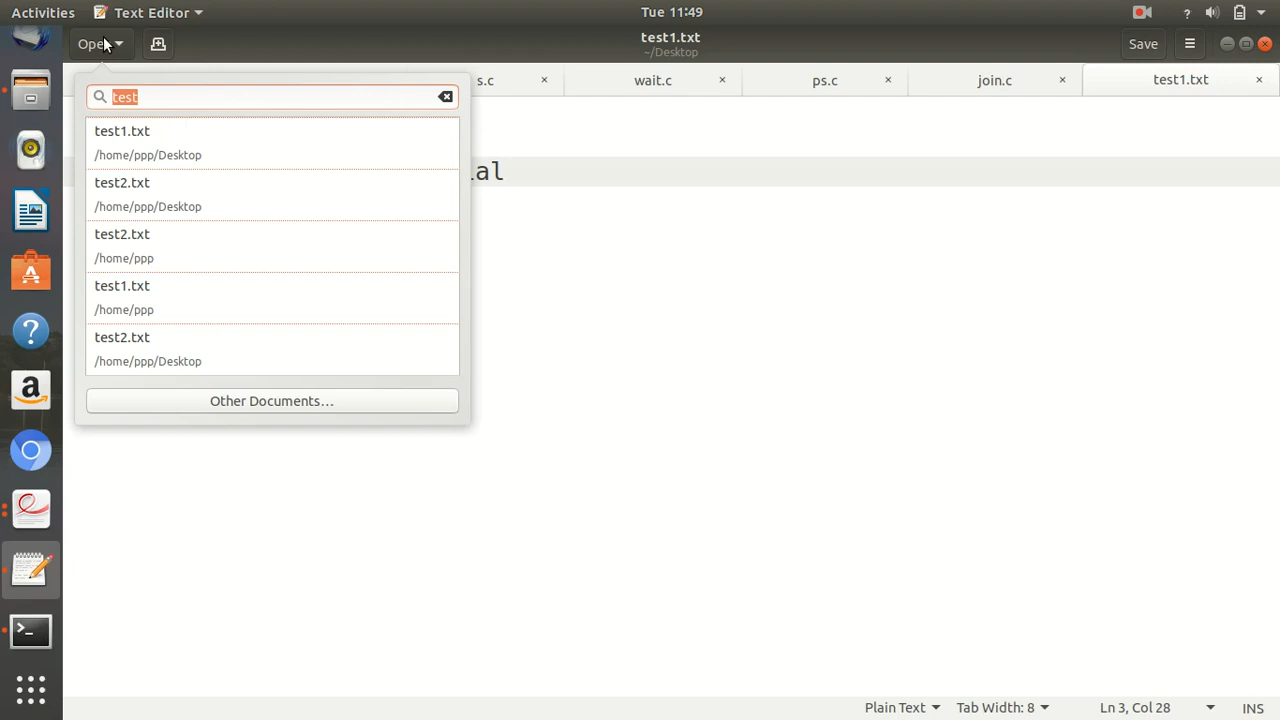 Activities Text Editor Tue 11:49 ?
Open test1.txt ~/Desktop Save
s.c × wait.c × ps.c × join.c × test1.txt ×
test
test1.txt
/home/ppp/Desktop
ial
test2.txt
/home/ppp/Desktop
test2.txt
/home/ppp
test1.txt
/home/ppp
test2.txt
/home/ppp/Desktop
Other Documents…
Plain Text Tab Width: 8 Ln 3, Col 28 INS